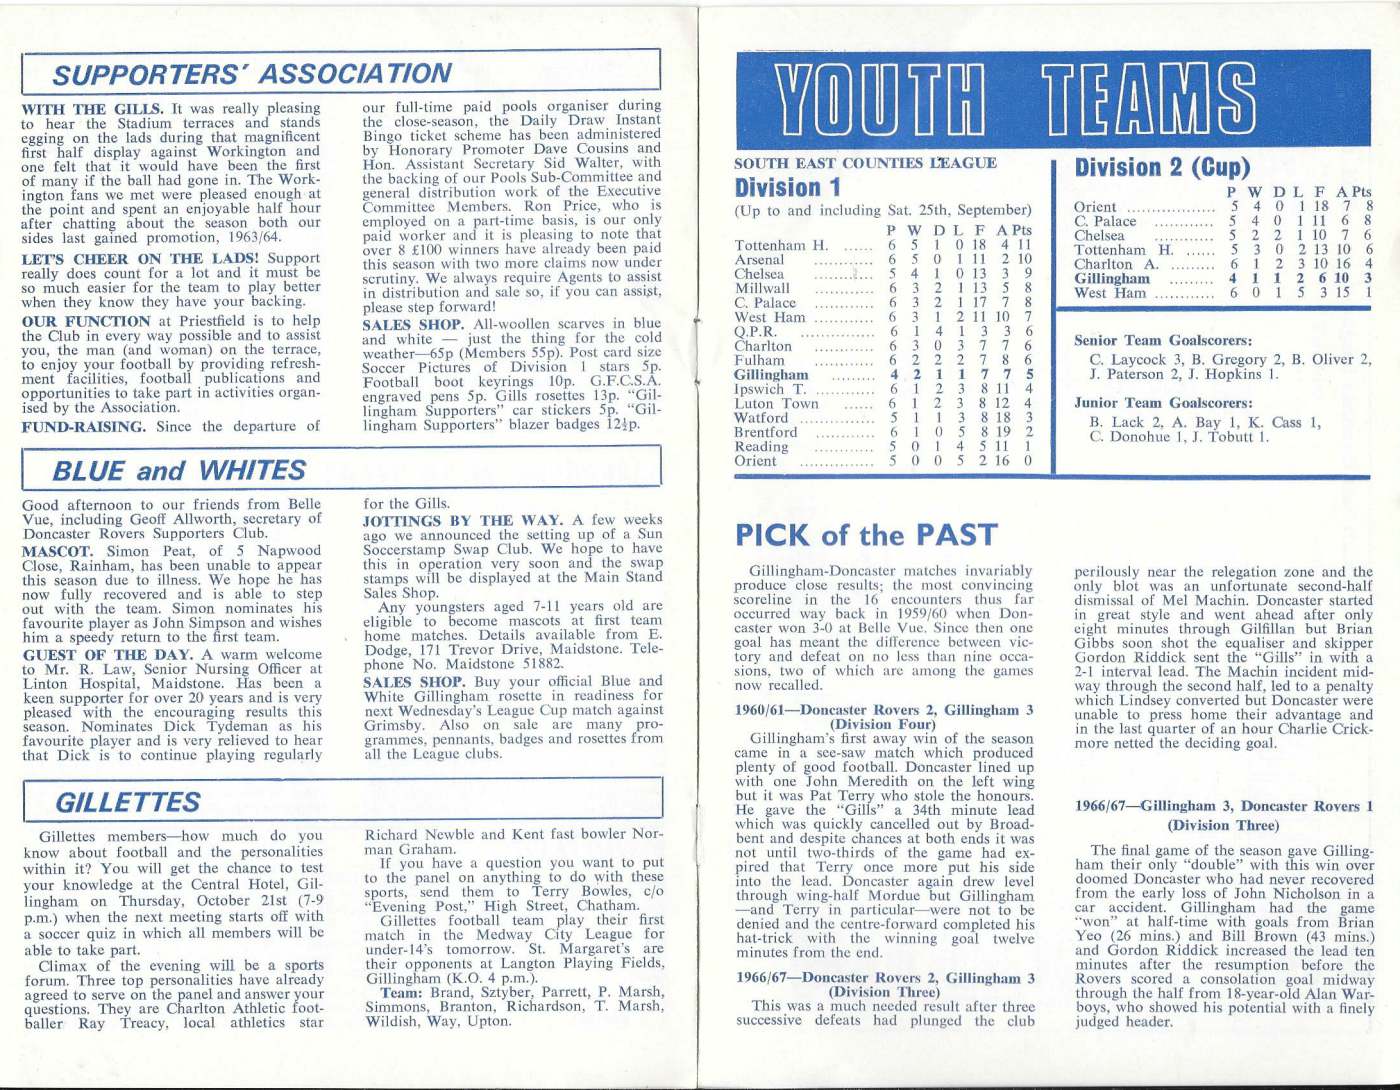 SUPPORTERS' ASSOCIATION
WITH THE GILLS. It was really pleasing
to hear the Stadium terraces and stands
egging on the lads during that magnificent
first half display against Workington and
one felt that it would have been the first
of many if the ball had gone in. The Work-
ington fans we met were pleased enough at
the point and spent an enjoyable half hour
after chatting about the season both our
sides last gained promotion, 1963/64.
LET'S CHEER ON THE LADS! Support
really does count for a lot and it must be
so much easier for the team to play better
when they know they have your backing.
OUR FUNCTION at Priestfield is to help
the Club in every way possible and to assist
you, the man (and woman) on the terrace,
to enjoy your football by providing refresh-
ment facilities, football publications and
opportunities to take part in activities organ-
ised by the Association.
FUND-RAISING. Since the departure of
our full-time paid pools organiser during
the close-season, the Daily Draw Instant
Bingo ticket scheme has been administered
by Honorary Promoter Dave Cousins and
Hon. Assistant Secretary Sid Walter, with
the backing of our Pools Sub-Committee and
general distribution work of the Executive
Committee Members. Ron Price, who is
employed on a part-time basis, is our only
paid worker and it is pleasing to note that
over 8 £100 winners have already been paid
this season with two more claims now under
scrutiny. We always require Agents to assist
in distribution and sale so, if you can assist,
please step forward!
SALES SHOP. All-woollen scarves in blue
and white — just the thing for the cold
weather—65p (Members 55p). Post card size
Soccer Pictures of Division 1 stars 5p.
Football boot keyrings 10p. G.F.C.S.A.
engraved pens 5p. Gills rosettes 13p. "Gil-
lingham Supporters" car stickers 5p. "Gil-
lingham Supporters" blazer badges 12½p.
BLUE and WHITES
Good afternoon to our friends from Belle
Vue, including Geoff Allworth, secretary of
Doncaster Rovers Supporters Club.
MASCOT. Simon Peat, of 5 Napwood
Close, Rainham, has been unable to appear
this season due to illness. We hope he has
now fully recovered and is able to step
out with the team. Simon nominates his
favourite player as John Simpson and wishes
him a speedy return to the first team.
GUEST OF THE DAY. A warm welcome
to Mr. R. Law, Senior Nursing Officer at
Linton Hospital, Maidstone. Has been a
keen supporter for over 20 years and is very
pleased with the encouraging results this
season. Nominates Dick Tydeman as his
favourite player and is very relieved to hear
that Dick is to continue playing regularly
for the Gills.
JOTTINGS BY THE WAY. A few weeks
ago we announced the setting up of a Sun
Soccerstamp Swap Club. We hope to have
this in operation very soon and the swap
stamps will be displayed at the Main Stand
Sales Shop.
Any youngsters aged 7-11 years old are
eligible to become mascots at first team
home matches. Details available from E.
Dodge, 171 Trevor Drive, Maidstone. Tele-
phone No. Maidstone 51882.
SALES SHOP. Buy your official Blue and
White Gillingham rosette in readiness for
next Wednesday's League Cup match against
Grimsby. Also on sale are many pro-
grammes, pennants, badges and rosettes from
all the League clubs.
GILLETTES
Gillettes members—how much do you
know about football and the personalities
within it? You will get the chance to test
your knowledge at the Central Hotel, Gil-
lingham on Thursday, October 21st (7-9
p.m.) when the next meeting starts off with
a soccer quiz in which all members will be
able to take part.
Climax of the evening will be a sports
forum. Three top personalities have already
agreed to serve on the panel and answer your
questions. They are Charlton Athletic foot-
baller Ray Treacy, local athletics star
Richard Newble and Kent fast bowler Nor-
man Graham.
If you have a question you want to put
to the panel on anything to do with these
sports, send them to Terry Bowles, c/o
"Evening Post," High Street, Chatham.
Gillettes football team play their first
match in the Medway City League for
under-14's tomorrow. St. Margaret's are
their opponents at Langton Playing Fields,
Gillingham (K.O. 4 p.m.).
Team: Brand, Sztyber, Parrett, P. Marsh,
Simmons, Branton, Richardson, T. Marsh,
Wildish, Way, Upton.
YOUTH TEAMS
SOUTH EAST COUNTIES LEAGUE
Division 1
(Up to and including Sat. 25th, September)
P W D L F A Pts
Tottenham H. ...... 6 5 1 0 18 4 11
Arsenal ............ 6 5 0 1 11 2 10
Chelsea ............ 5 4 1 0 13 3 9
Millwall ............ 6 3 2 1 13 5 8
C. Palace ............ 6 3 2 1 17 7 8
West Ham ............ 6 3 1 2 11 10 7
Q.P.R. ............... 6 1 4 1 3 3 6
Charlton ............ 6 3 0 3 7 7 6
Fulham ............ 6 2 2 2 7 8 6
Gillingham ......... 4 2 1 1 7 7 5
Ipswich T. ............ 6 1 2 3 8 11 4
Luton Town ...... 6 1 2 3 8 12 4
Watford ............... 5 1 1 3 8 18 3
Brentford ............ 6 1 0 5 8 19 2
Reading ............ 5 0 1 4 5 11 1
Orient ............... 5 0 0 5 2 16 0
Division 2 (Cup)
P W D L F A Pts
Orient .................. 5 4 0 1 18 7 8
C. Palace ............ 5 4 0 1 11 6 8
Chelsea ............ 5 2 2 1 10 7 6
Tottenham H. ...... 5 3 0 2 13 10 6
Charlton A. ......... 6 1 2 3 10 16 4
Gillingham ......... 4 1 1 2 6 10 3
West Ham ............ 6 0 1 5 3 15 1
Senior Team Goalscorers:
C. Laycock 3, B. Gregory 2, B. Oliver 2,
J. Paterson 2, J. Hopkins 1.
Junior Team Goalscorers:
B. Lack 2, A. Bay 1, K. Cass 1,
C. Donohue 1, J. Tobutt 1.
PICK of the PAST
Gillingham-Doncaster matches invariably
produce close results; the most convincing
scoreline in the 16 encounters thus far
occurred way back in 1959/60 when Don-
caster won 3-0 at Belle Vue. Since then one
goal has meant the difference between vic-
tory and defeat on no less than nine occa-
sions, two of which are among the games
now recalled.
1960/61—Doncaster Rovers 2, Gillingham 3
(Division Four)
Gillingham's first away win of the season
came in a see-saw match which produced
plenty of good football. Doncaster lined up
with one John Meredith on the left wing
but it was Pat Terry who stole the honours.
He gave the "Gills" a 34th minute lead
which was quickly cancelled out by Broad-
bent and despite chances at both ends it was
not until two-thirds of the game had ex-
pired that Terry once more put his side
into the lead. Doncaster again drew level
through wing-half Mordue but Gillingham
—and Terry in particular—were not to be
denied and the centre-forward completed his
hat-trick with the winning goal twelve
minutes from the end.
1966/67—Doncaster Rovers 2, Gillingham 3
(Division Three)
This was a much needed result after three
successive defeats had plunged the club
perilously near the relegation zone and the
only blot was an unfortunate second-half
dismissal of Mel Machin. Doncaster started
in great style and went ahead after only
eight minutes through Gilfillan but Brian
Gibbs soon shot the equaliser and skipper
Gordon Riddick sent the "Gills" in with a
2-1 interval lead. The Machin incident mid-
way through the second half, led to a penalty
which Lindsey converted but Doncaster were
unable to press home their advantage and
in the last quarter of an hour Charlie Crick-
more netted the deciding goal.
1966/67—Gillingham 3, Doncaster Rovers 1
(Division Three)
The final game of the season gave Gilling-
ham their only "double" with this win over
doomed Doncaster who had never recovered
from the early loss of John Nicholson in a
car accident. Gillingham had the game
"won" at half-time with goals from Brian
Yeo (26 mins.) and Bill Brown (43 mins.)
and Gordon Riddick increased the lead ten
minutes after the resumption before the
Rovers scored a consolation goal midway
through the half from 18-year-old Alan War-
boys, who showed his potential with a finely
judged header.